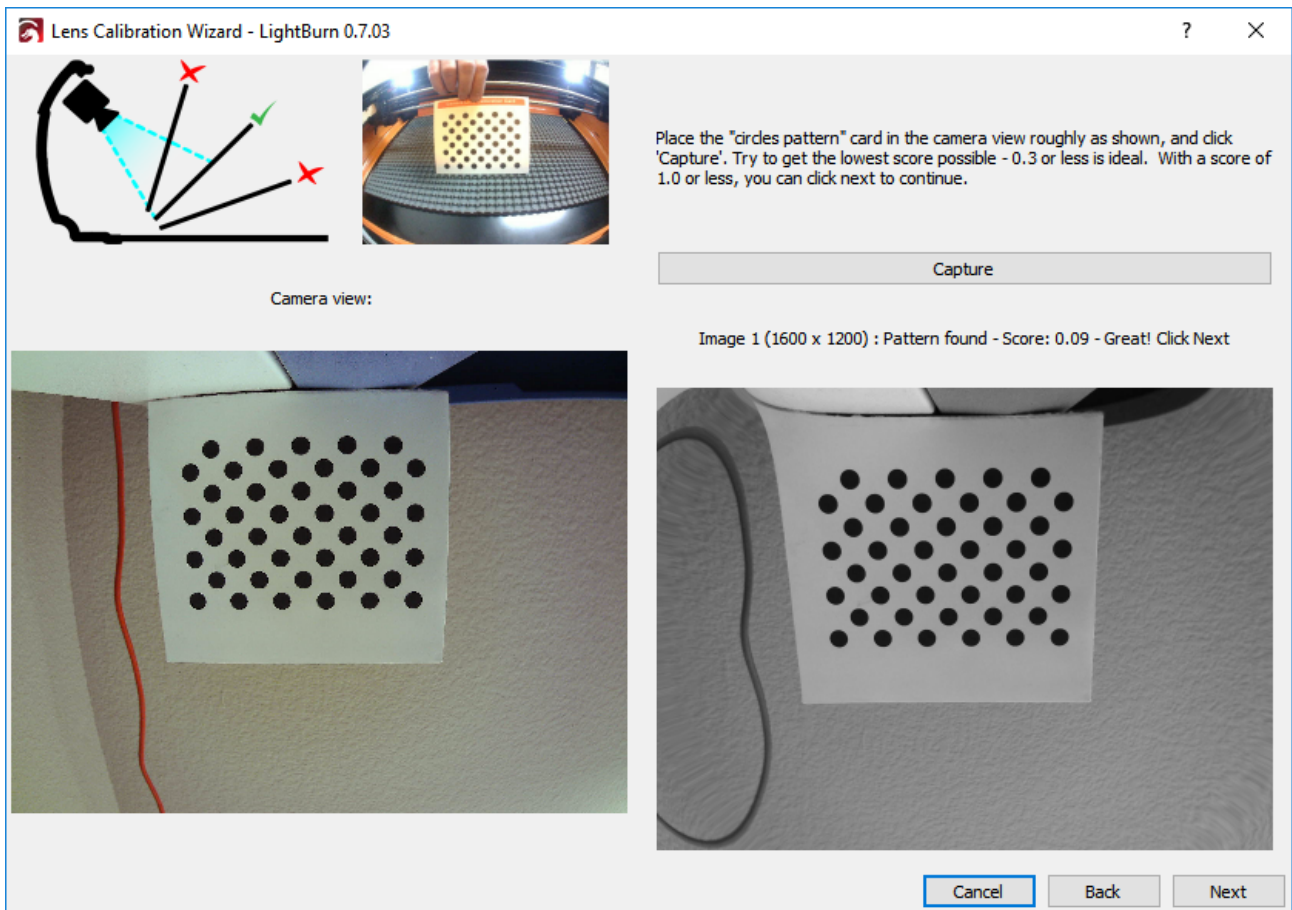 Lens Calibration Wizard - LightBurn 0.7.03
Place the "circles pattern" card in the camera view roughly as shown, and click
'Capture'. Try to get the lowest score possible - 0.3 or less is ideal.  With a score of
1.0 or less, you can click next to continue.
Capture
Camera view:
Image 1 (1600 x 1200) : Pattern found - Score: 0.09 - Great! Click Next
Cancel
Back
Next